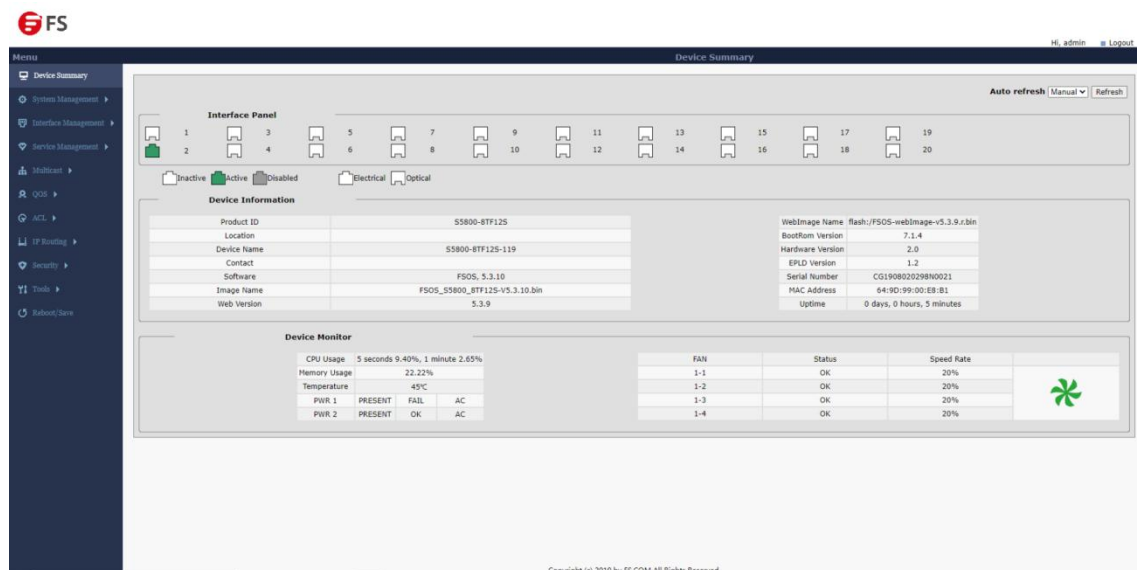 FS
Hi, admin Logout
Menu Device Summary
Device Summary
System Management
Interface Management
Service Management
Multicast
QOS
ACL
IP Routing
Security
Tools
Reboot/Save
Auto refresh Manual Refresh
Interface Panel
1 3 5 7 9 11 13 15 17 19
2 4 6 8 10 12 14 16 18 20
Inactive Active Disabled Electrical Optical
Device Information
Product ID S5800-8TF12S
Location
Device Name S5800-8TF12S-119
Contact
Software FSOS, 5.3.10
Image Name FSOS_S5800_8TF12S-V5.3.10.bin
Web Version 5.3.9
WebImage Name flash:/FSOS-webImage-v5.3.9.r.bin
BootRom Version 7.1.4
Hardware Version 2.0
EPLD Version 1.2
Serial Number CG1908020298N0021
MAC Address 64:9D:99:00:E8:B1
Uptime 0 days, 0 hours, 5 minutes
Device Monitor
CPU Usage 5 seconds 9.40%, 1 minute 2.65%
Memory Usage 22.22%
Temperature 45℃
PWR 1 PRESENT FAIL AC
PWR 2 PRESENT OK AC
FAN Status Speed Rate
1-1 OK 20%
1-2 OK 20%
1-3 OK 20%
1-4 OK 20%
Copyright (c) 2019 by FS.COM All Rights Reserved